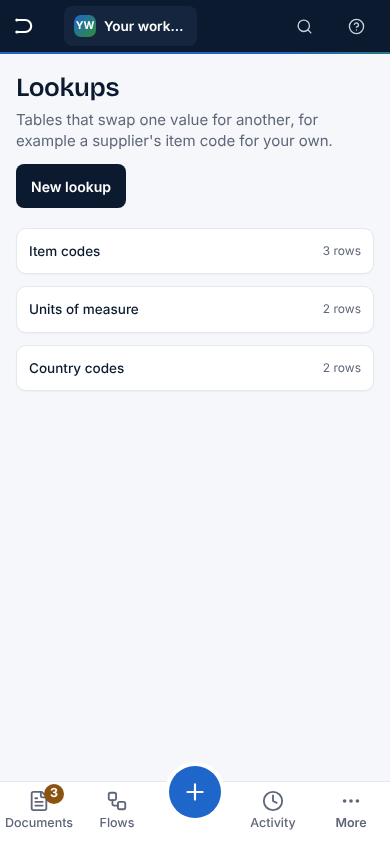 YW Your work...
Lookups
Tables that swap one value for another, for
example a supplier's item code for your own.
New lookup
Item codes 3 rows
Units of measure 2 rows
Country codes 2 rows
3
Documents Flows Activity More